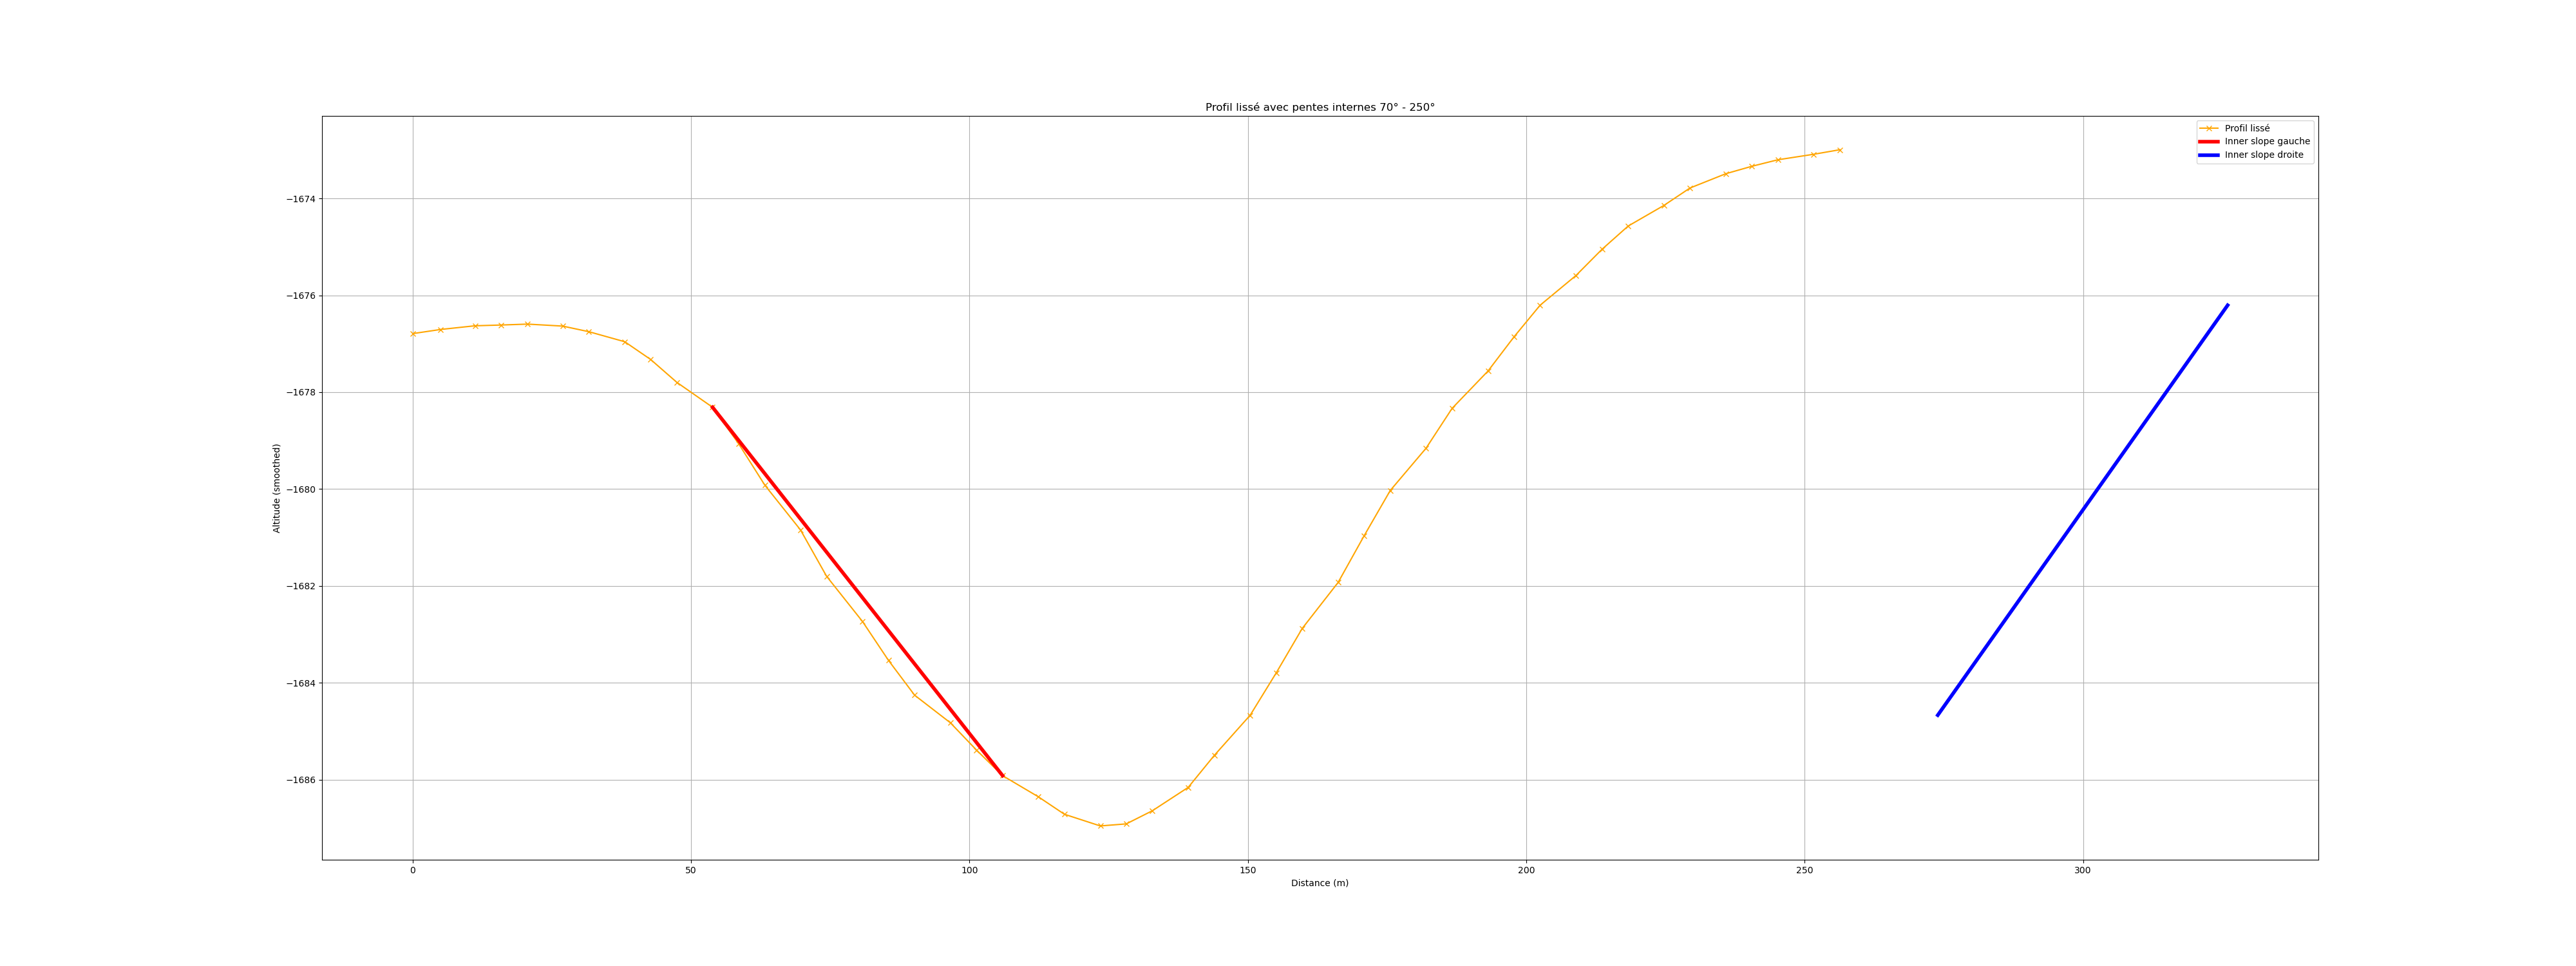 Profil lissé avec pentes internes 70° - 250°
Profil lissé
Inner slope gauche
Inner slope droite
Altitude (smoothed)
−1674
−1676
−1678
−1680
−1682
−1684
−1686
0 50 100 150 200 250 300
Distance (m)